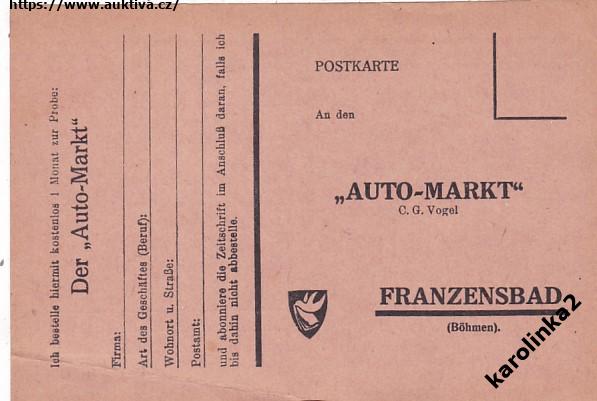 https://www.auktiva.cz/
Ich bestelle hiermit kostenlos 1 Monat zur Probe:
Der „Auto-Markt"
Firma:
Art des Geschäftes (Beruf):
Wohnort u. Straße:
Postamt:
und abonniere die Zeitschrift im Anschluß daran, falls ich
bis dahin nicht abbestelle.
POSTKARTE
An den
„AUTO-MARKT"
C. G. Vogel
FRANZENSBAD
(Böhmen).
karolinka2